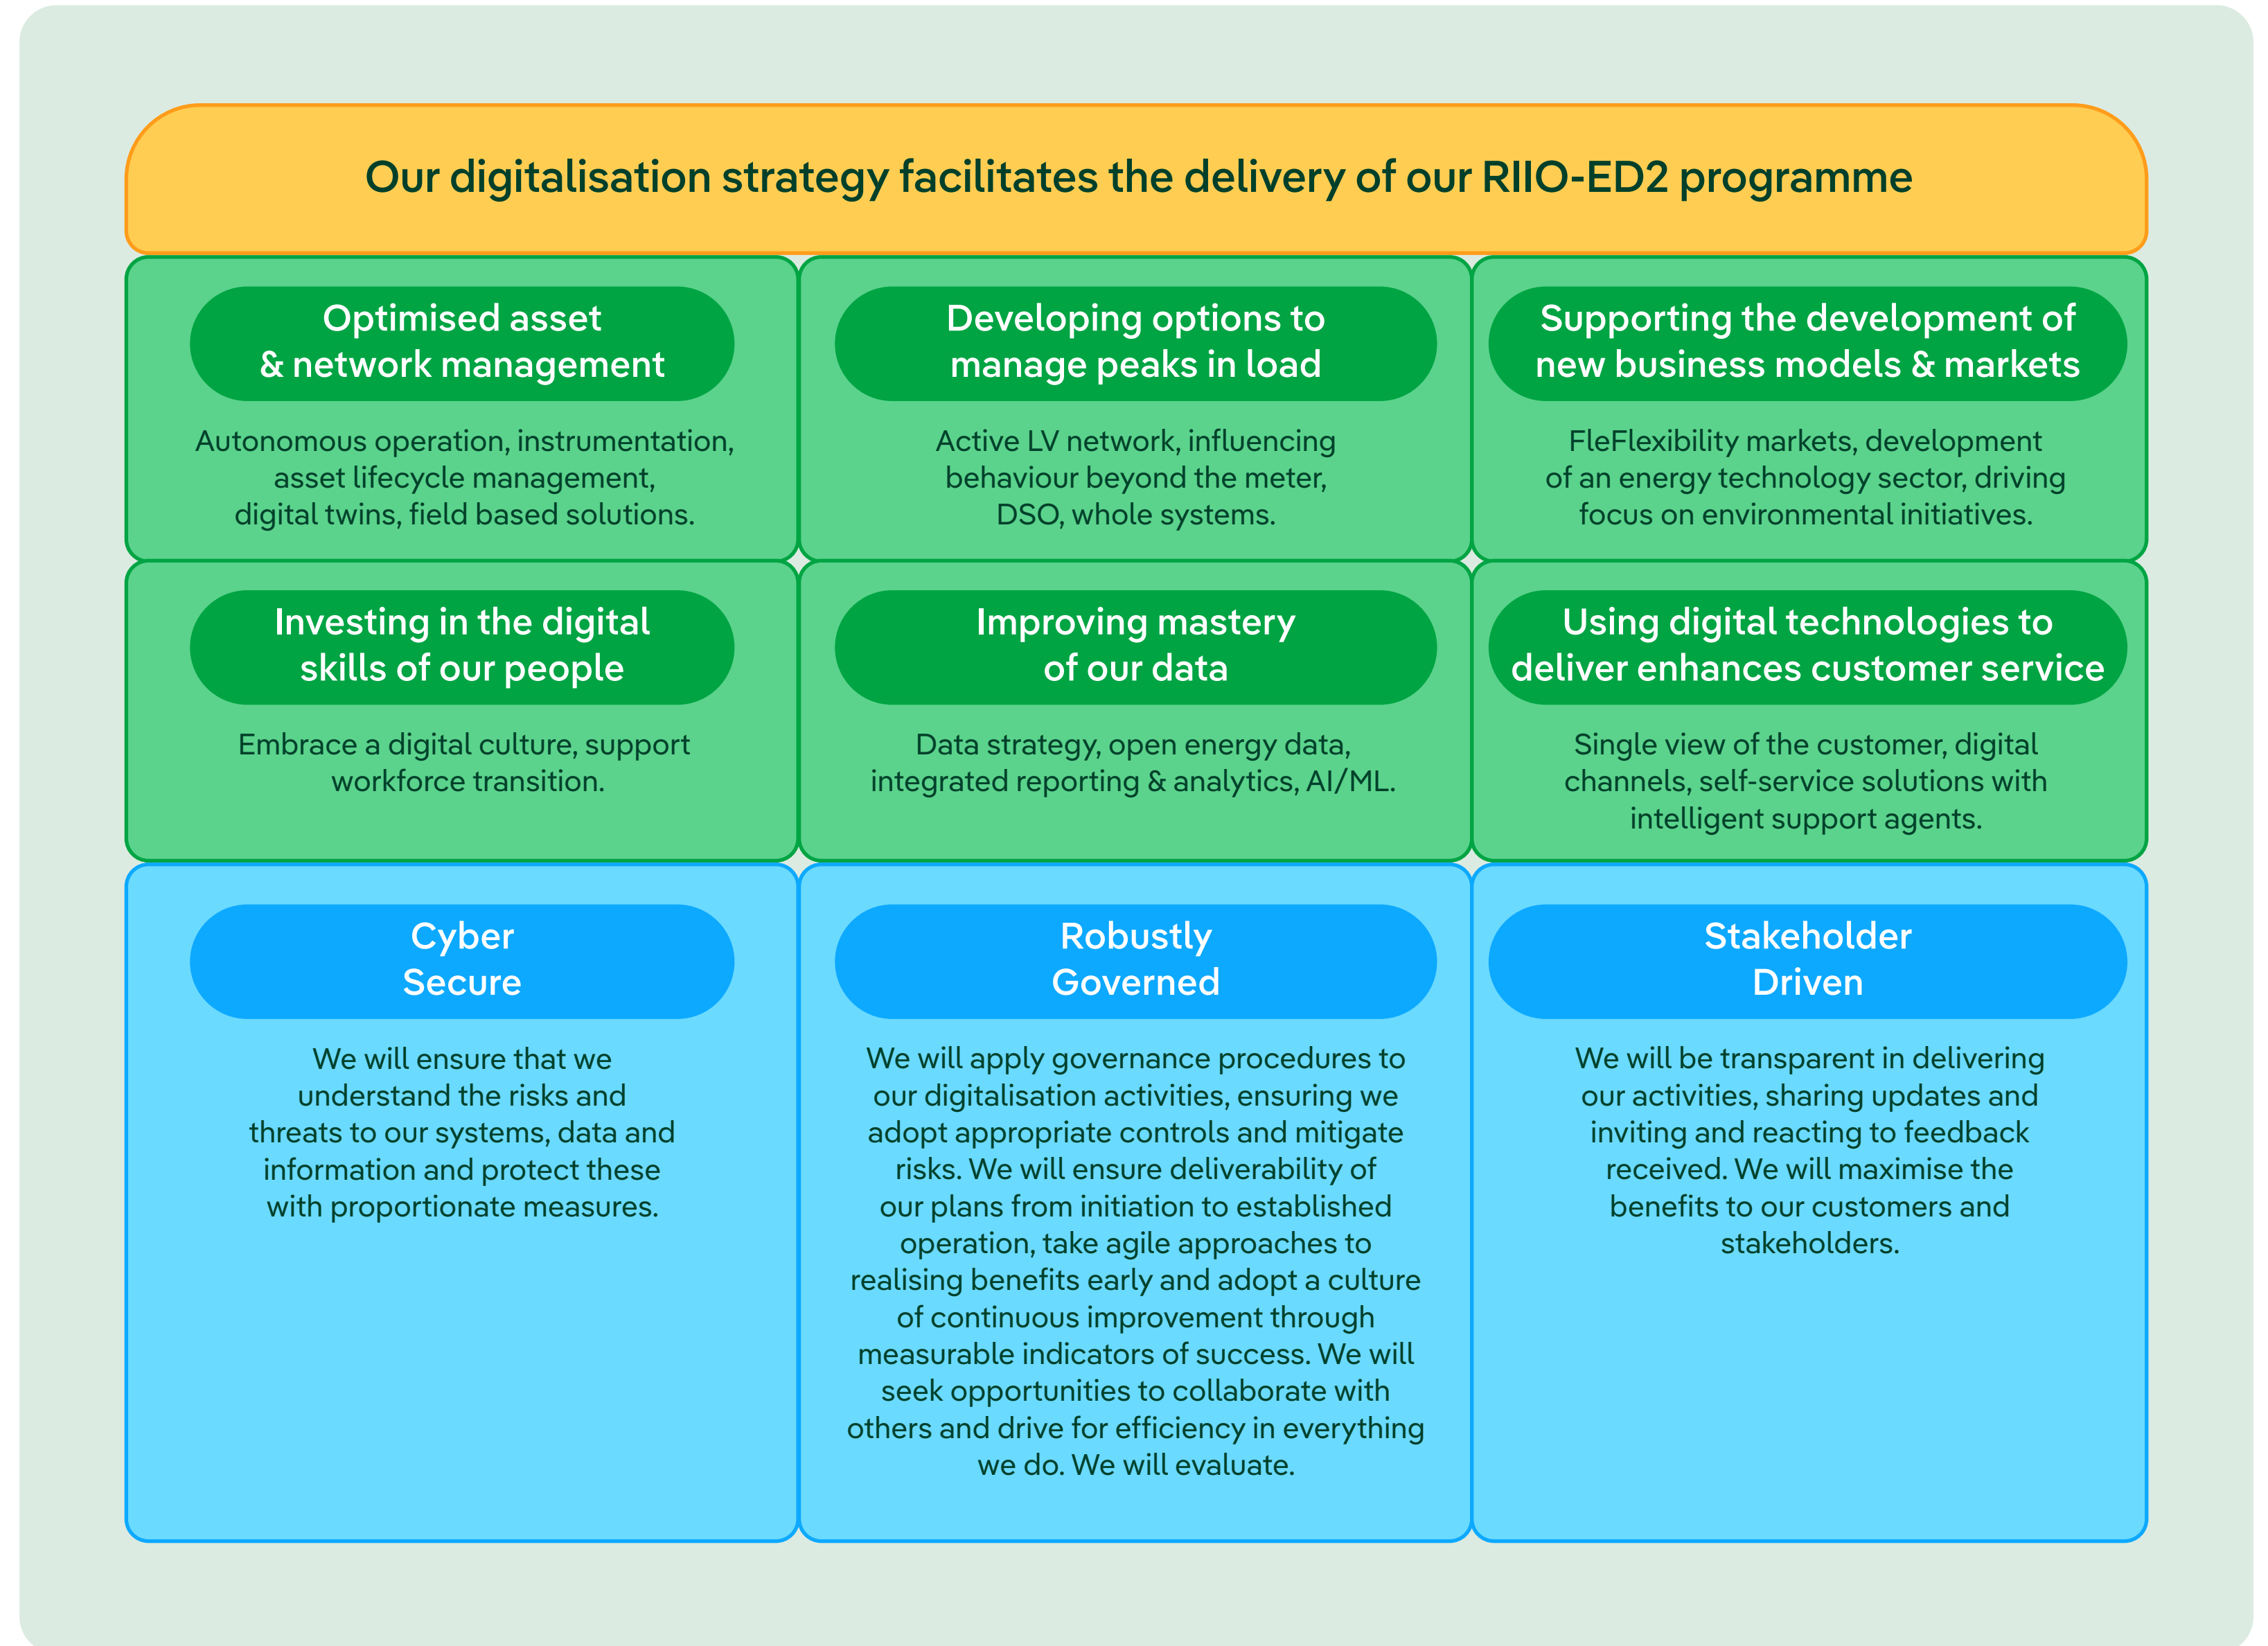 Our digitalisation strategy facilitates the delivery of our RIIO-ED2 programme
Optimised asset
& network management
Autonomous operation, instrumentation,
asset lifecycle management,
digital twins, field based solutions.
Developing options to
manage peaks in load
Active LV network, influencing
behaviour beyond the meter,
DSO, whole systems.
Supporting the development of
new business models & markets
FleFlexibility markets, development
of an energy technology sector, driving
focus on environmental initiatives.
Investing in the digital
skills of our people
Embrace a digital culture, support
workforce transition.
Improving mastery
of our data
Data strategy, open energy data,
integrated reporting & analytics, AI/ML.
Using digital technologies to
deliver enhances customer service
Single view of the customer, digital
channels, self-service solutions with
intelligent support agents.
Cyber
Secure
We will ensure that we
understand the risks and
threats to our systems, data and
information and protect these
with proportionate measures.
Robustly
Governed
We will apply governance procedures to
our digitalisation activities, ensuring we
adopt appropriate controls and mitigate
risks. We will ensure deliverability of
our plans from initiation to established
operation, take agile approaches to
realising benefits early and adopt a culture
of continuous improvement through
measurable indicators of success. We will
seek opportunities to collaborate with
others and drive for efficiency in everything
we do. We will evaluate.
Stakeholder
Driven
We will be transparent in delivering
our activities, sharing updates and
inviting and reacting to feedback
received. We will maximise the
benefits to our customers and
stakeholders.